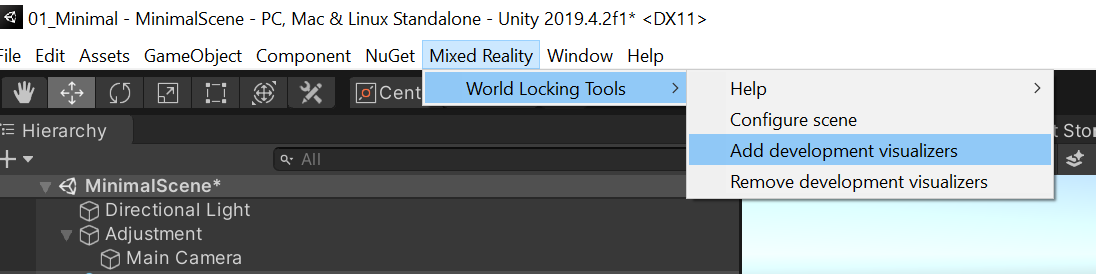 01_Minimal - MinimalScene - PC, Mac & Linux Standalone - Unity 2019.4.2f1* <DX11>
File Edit Assets GameObject Component NuGet Mixed Reality Window Help
Cent
World Locking Tools
Help
Configure scene
Add development visualizers
Remove development visualizers
Hierarchy
t Stor
All
MinimalScene*
Directional Light
Adjustment
Main Camera